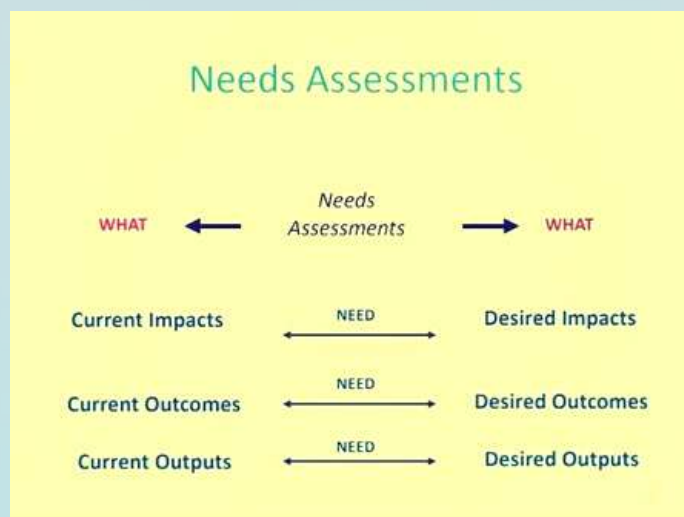 Needs Assessments
Needs
WHAT Assessments WHAT
Current Impacts NEED Desired Impacts
Current Outcomes NEED Desired Outcomes
Current Outputs NEED Desired Outputs